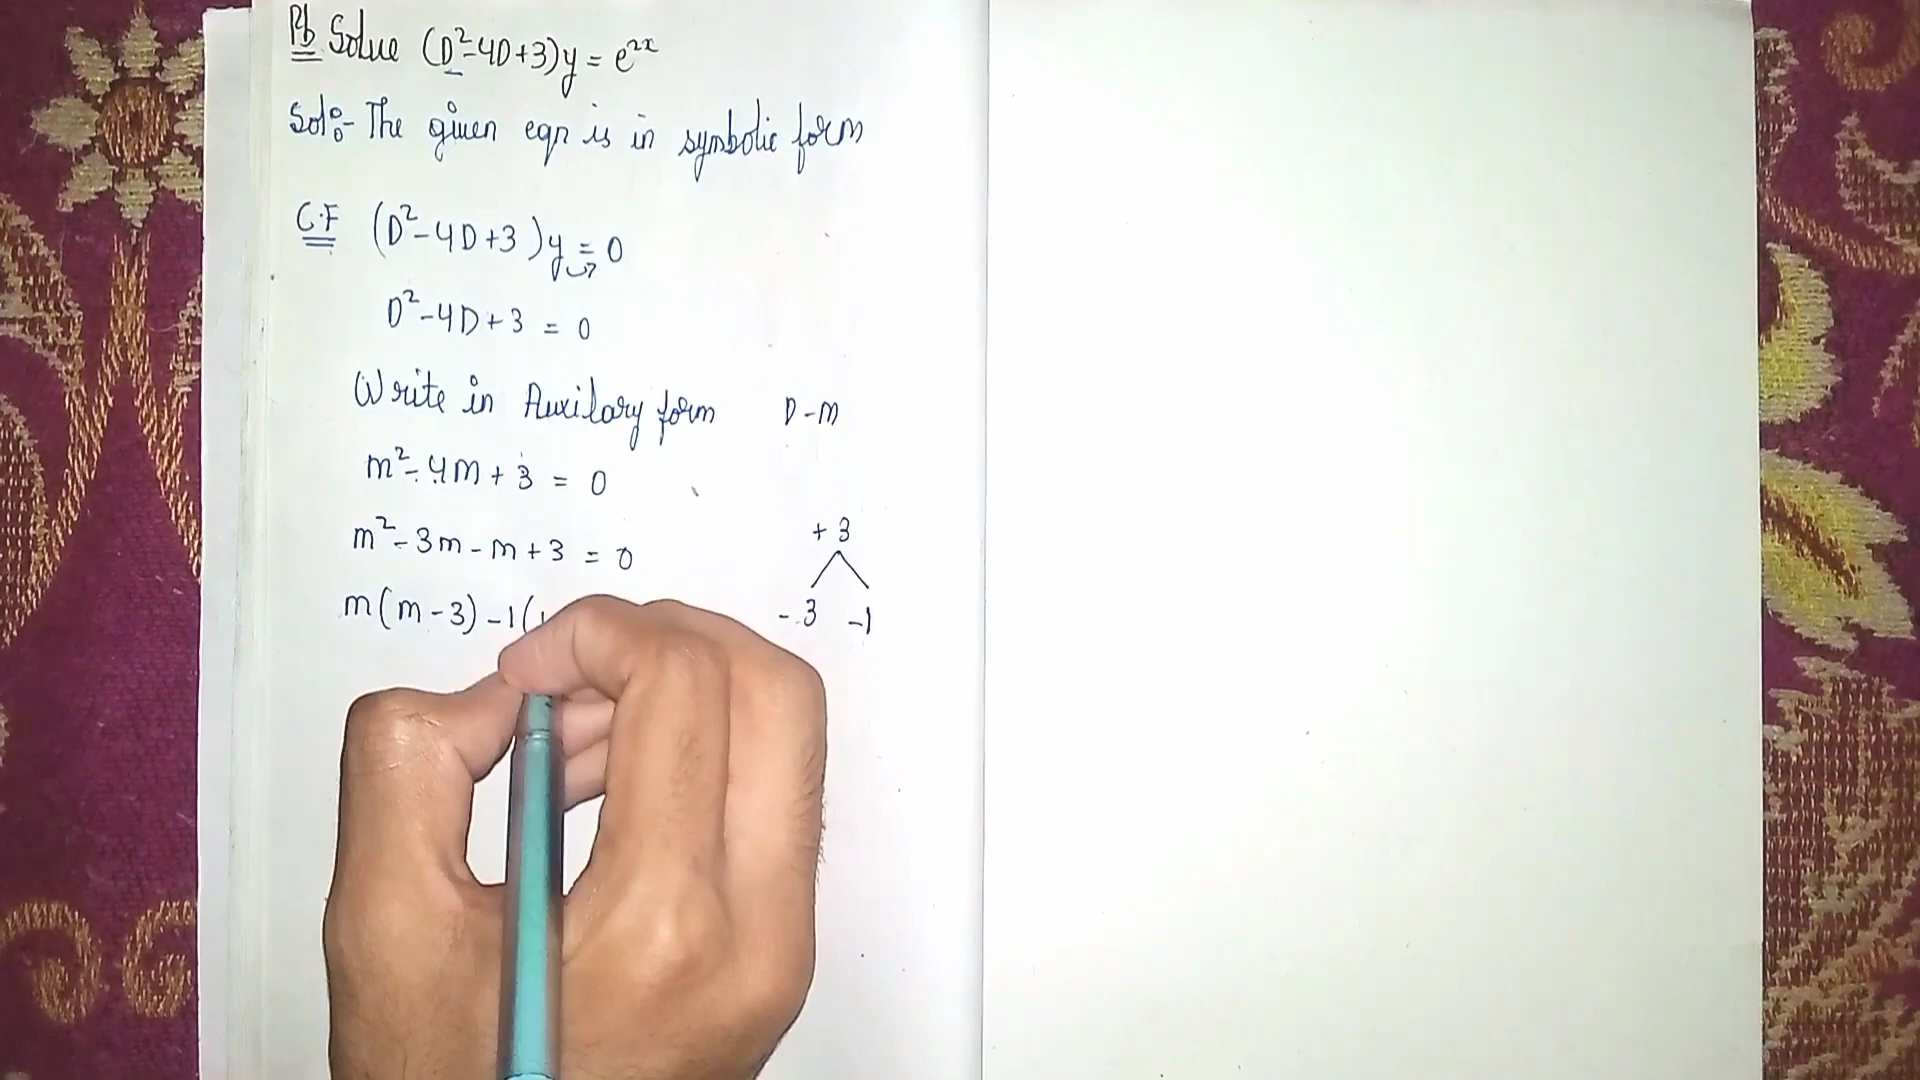 Pb Solve (D²-4D+3)y = e²ˣ
Sol:- The given eqn is in symbolic form
C.F (D²-4D+3)y = 0
D²-4D+3 = 0
Write in Auxilary form D-m
m²-4m+3 = 0
m²-3m-m+3 = 0
+3
-3 -1
m(m-3)-1(